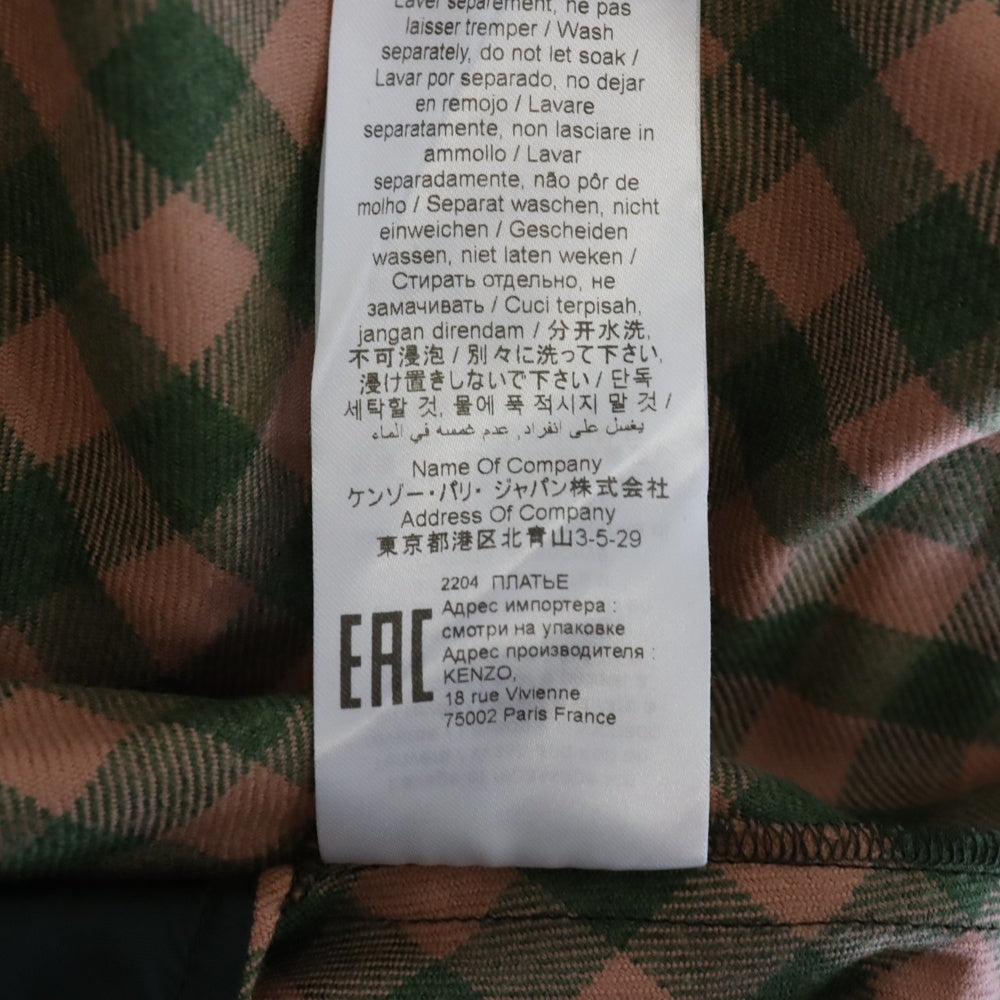 Laver séparément, ne pas
laisser tremper / Wash
separately, do not let soak /
Lavar por separado, no dejar
en remojo / Lavare
separatamente, non lasciare in
ammollo / Lavar
separadamente, não pôr de
molho / Separat waschen, nicht
einweichen / Gescheiden
wassen, niet laten weken /
Стирать отдельно, не
замачивать / Cuci terpisah,
jangan direndam / 分开水洗,
不可浸泡 / 別々に洗って下さい,
浸け置きしないで下さい / 단독
세탁할 것, 물에 푹 적시지 말 것 /
يغسل على انفراد, عدم غمسه في الماء
Name Of Company
ケンゾー・パリ・ジャパン株式会社
Address Of Company
東京都港区北青山3-5-29
2204 ПЛАТЬЕ
EAC
Адрес импортера :
смотри на упаковке
Адрес производителя :
KENZO,
18 rue Vivienne
75002 Paris France